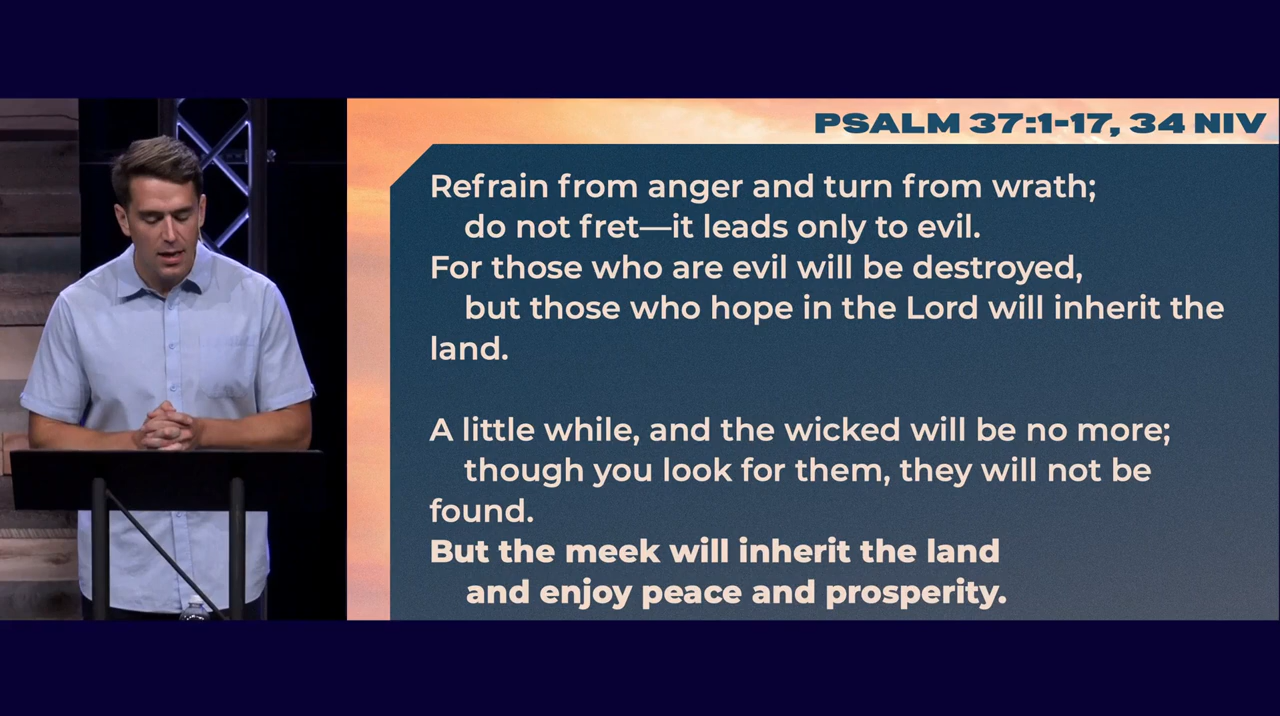 PSALM 37:1-17, 34 NIV
Refrain from anger and turn from wrath;
do not fret—it leads only to evil.
For those who are evil will be destroyed,
but those who hope in the Lord will inherit the
land.
A little while, and the wicked will be no more;
though you look for them, they will not be
found.
But the meek will inherit the land
and enjoy peace and prosperity.